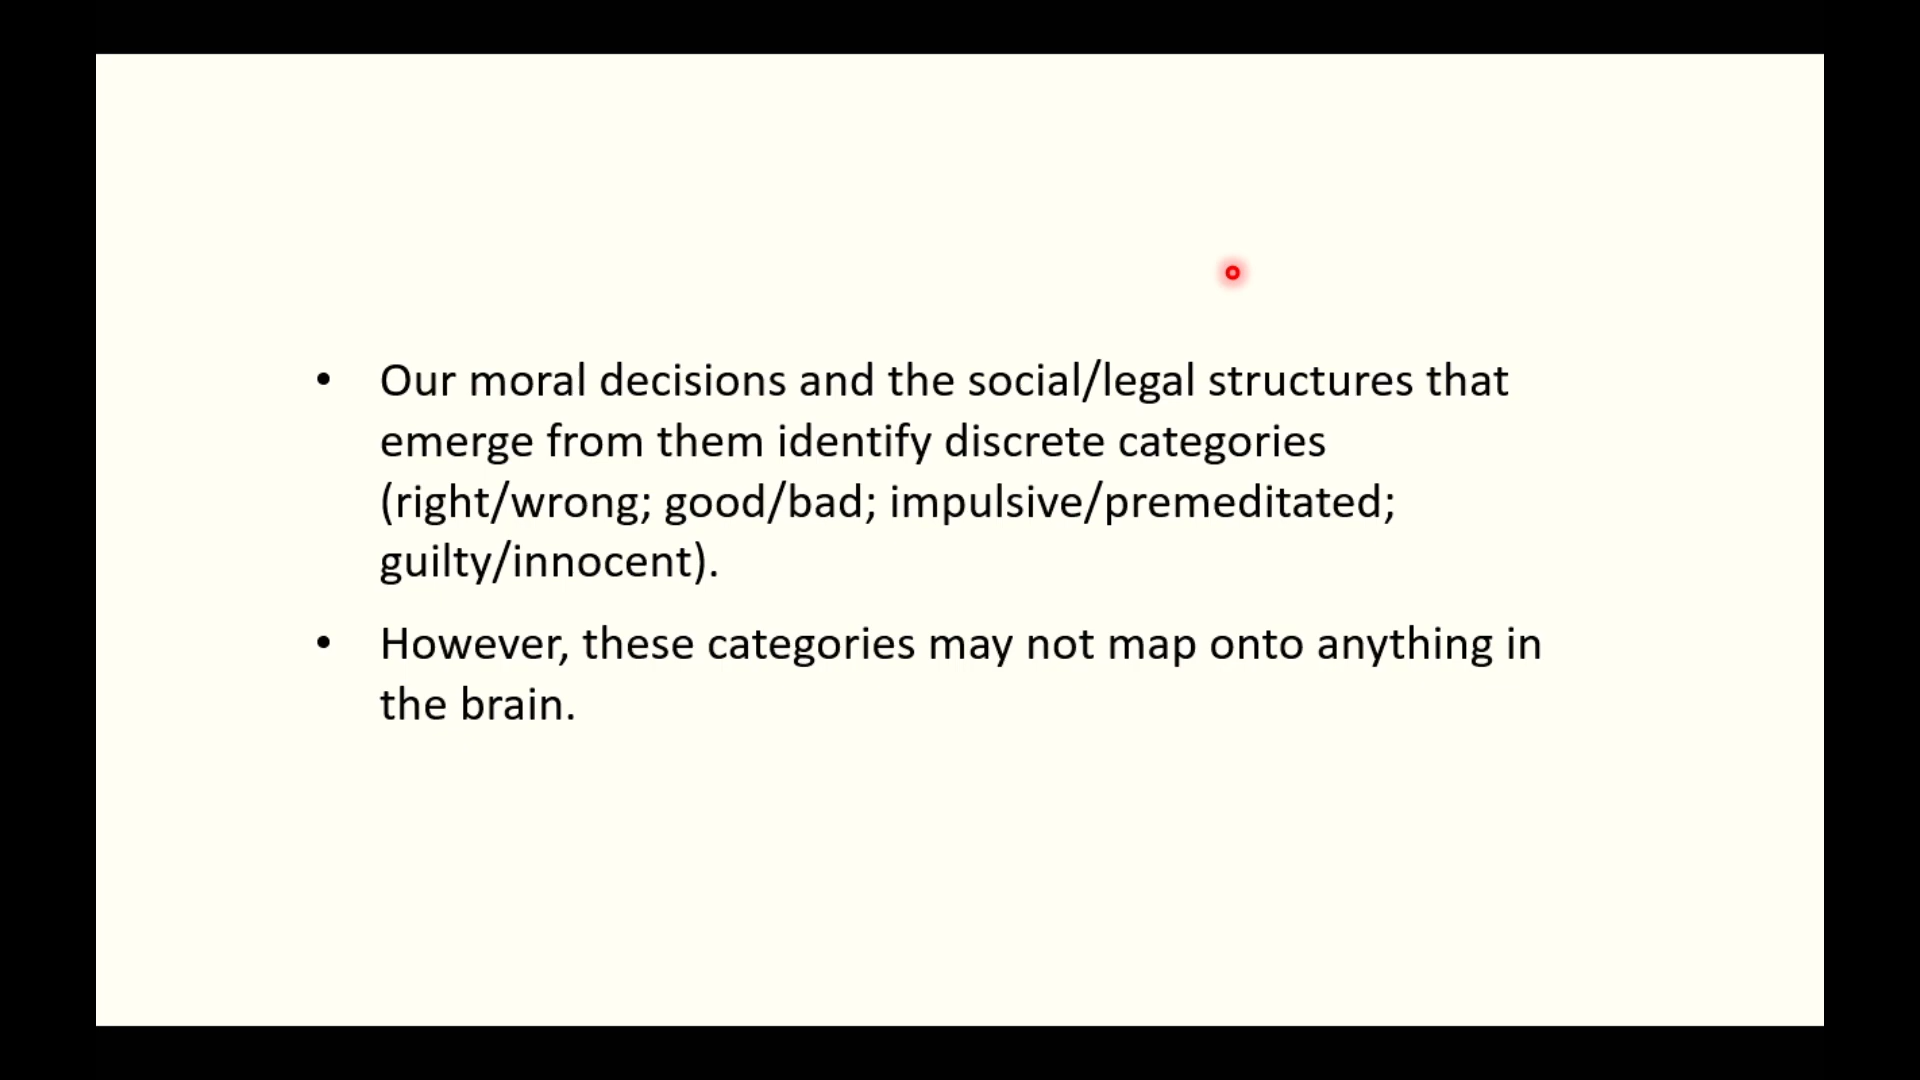 • Our moral decisions and the social/legal structures that
emerge from them identify discrete categories
(right/wrong; good/bad; impulsive/premeditated;
guilty/innocent).
• However, these categories may not map onto anything in
the brain.